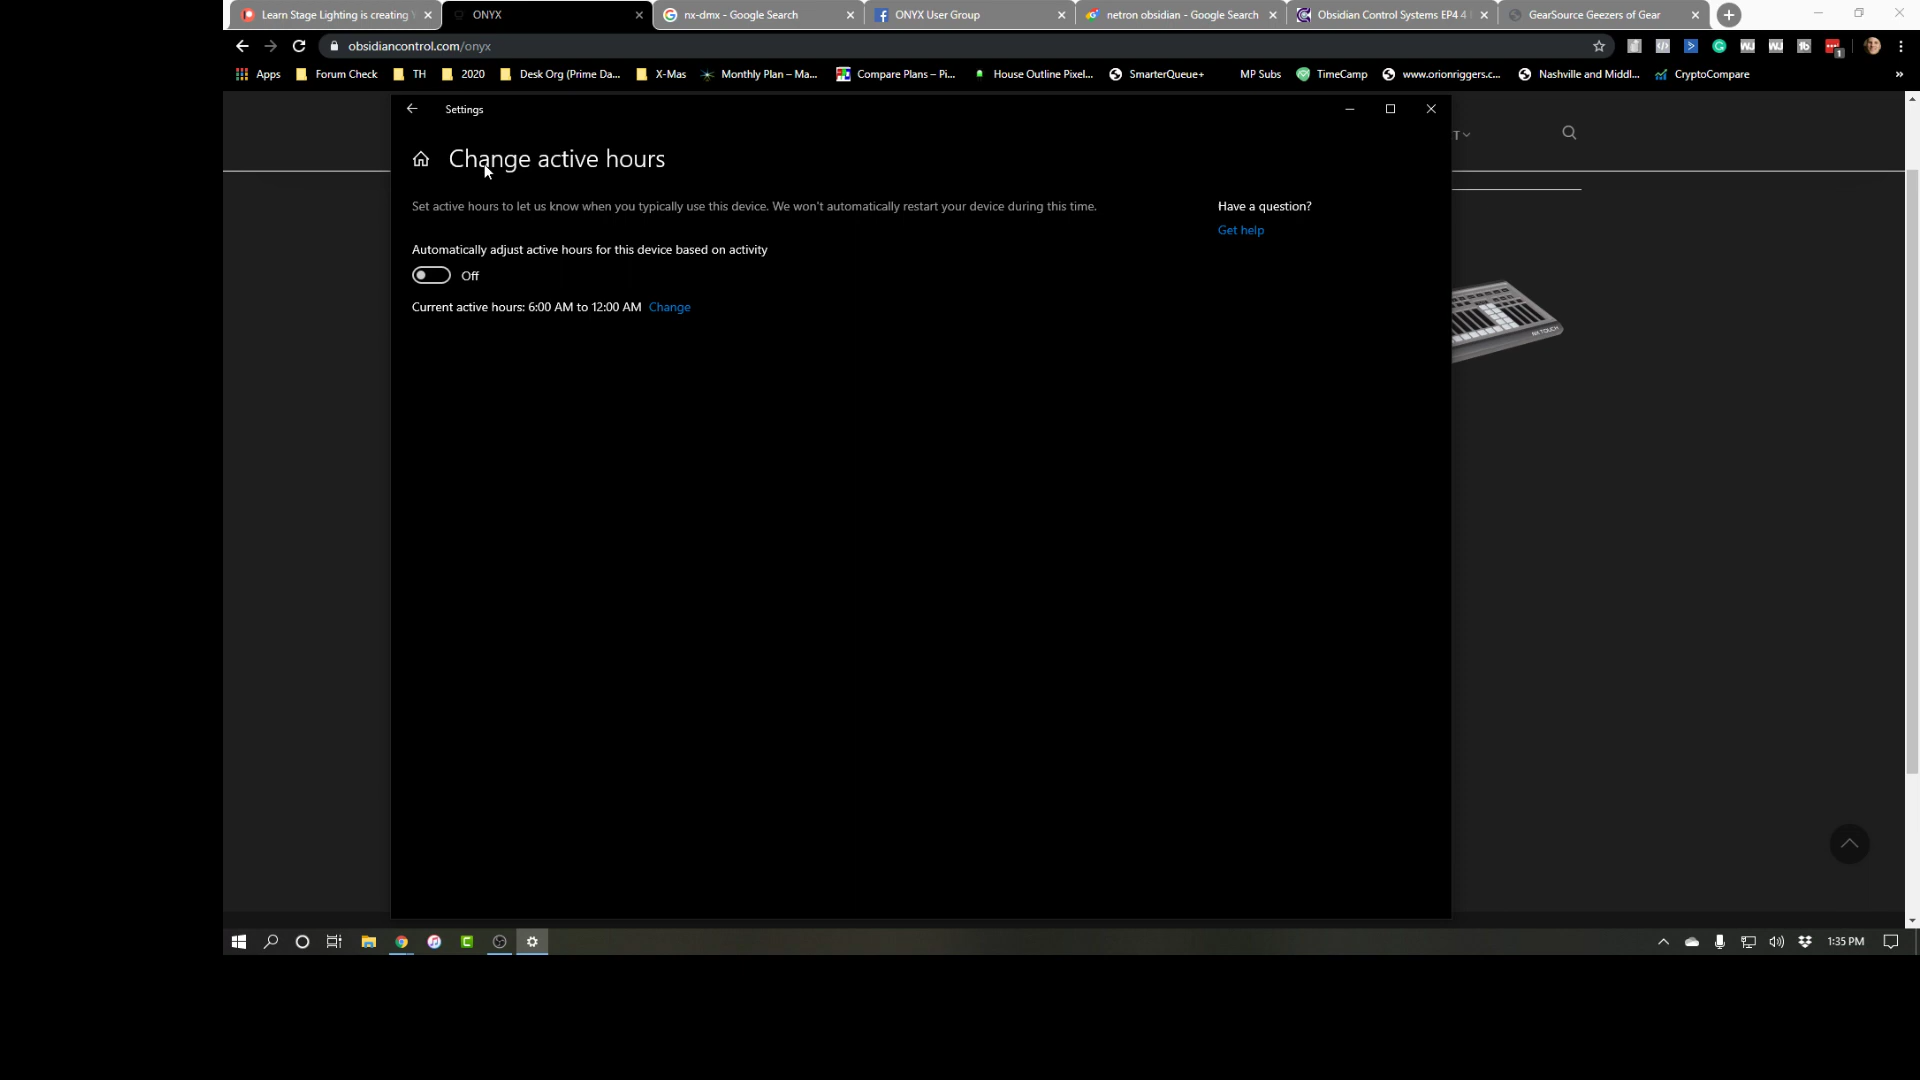 Learn Stage Lighting is creating Y
ONYX
nx-dmx - Google Search
ONYX User Group
netron obsidian - Google Search
Obsidian Control Systems EP4 4
GearSource Geezers of Gear
obsidiancontrol.com/onyx
Apps
Forum Check
TH
2020
Desk Org (Prime Da...
X-Mas
Monthly Plan – Ma...
Compare Plans – Pi...
House Outline Pixel...
SmarterQueue+
MP Subs
TimeCamp
www.orionriggers.c...
Nashville and Middl...
CryptoCompare
»
Settings
T
Change active hours
Set active hours to let us know when you typically use this device. We won't automatically restart your device during this time.
Have a question?
Get help
Automatically adjust active hours for this device based on activity
Off
Current active hours: 6:00 AM to 12:00 AM Change
NX TOUCH
1:35 PM